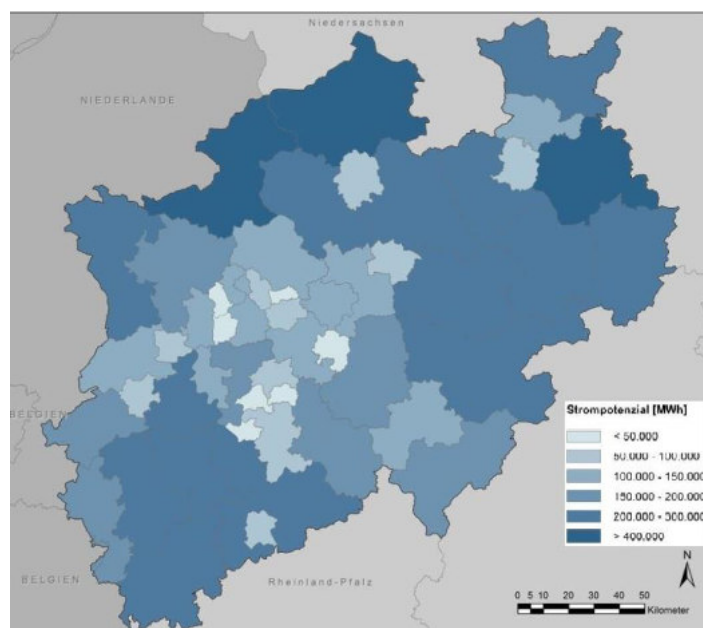 Niedersachsen
NIEDERLANDE
BELGIEN
Strompotenzial [MWh]
< 50.000
50.000 - 100.000
100.000 - 150.000
150.000 - 200.000
200.000 - 300.000
> 400.000
N
BELGIEN
Rheinland-Pfalz
0 5 10 20 30 40 50
Kilometer